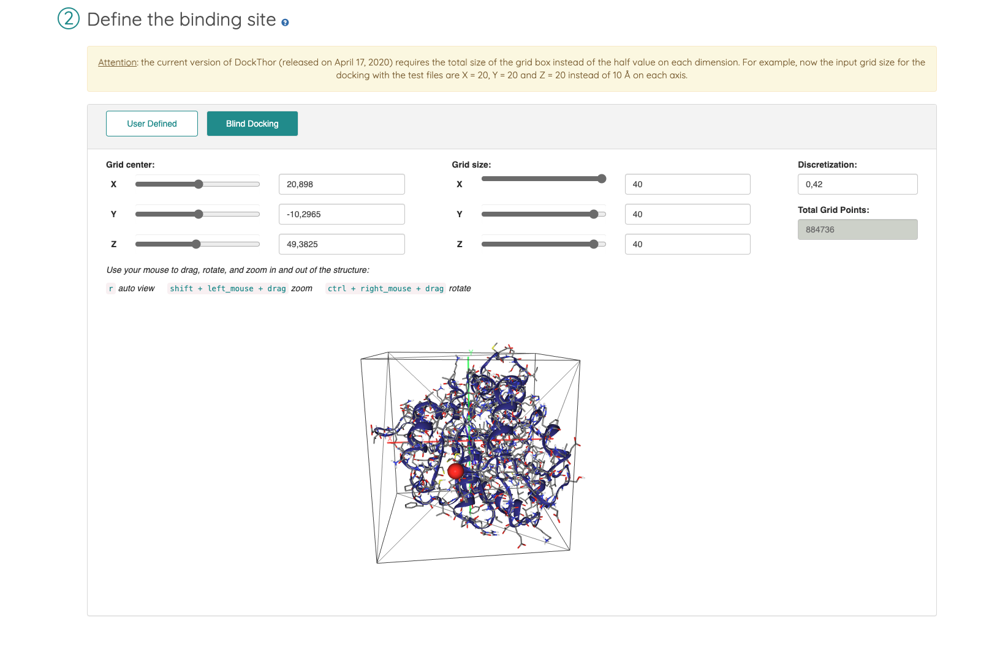 2 Define the binding site ?
Attention: the current version of DockThor (released on April 17, 2020) requires the total size of the grid box instead of the half value on each dimension. For example, now the input grid size for the
docking with the test files are X = 20, Y = 20 and Z = 20 instead of 10 Å on each axis.
User Defined Blind Docking
Grid center: Grid size: Discretization:
X 20,898 X 40 0,42
Y -10,2965 Y 40 Total Grid Points:
884736
Z 49,3825 Z 40
Use your mouse to drag, rotate, and zoom in and out of the structure:
r auto view shift + left_mouse + drag zoom ctrl + right_mouse + drag rotate
Y
X